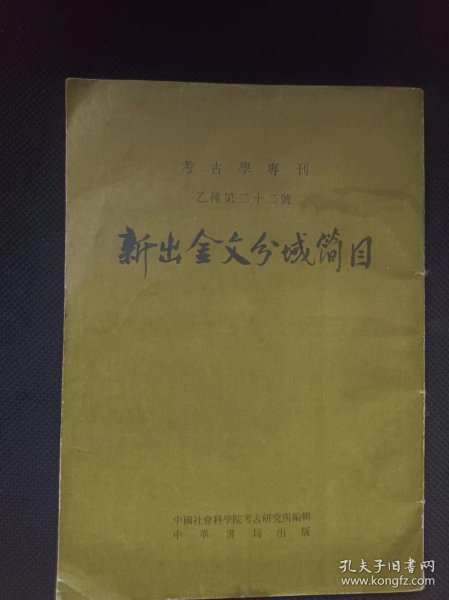 考古學專刊
乙種第二十二號
新出金文分域簡目
中國社會科學院考古研究所編輯
中華書局出版
孔夫子旧书网
www.kongfz.com